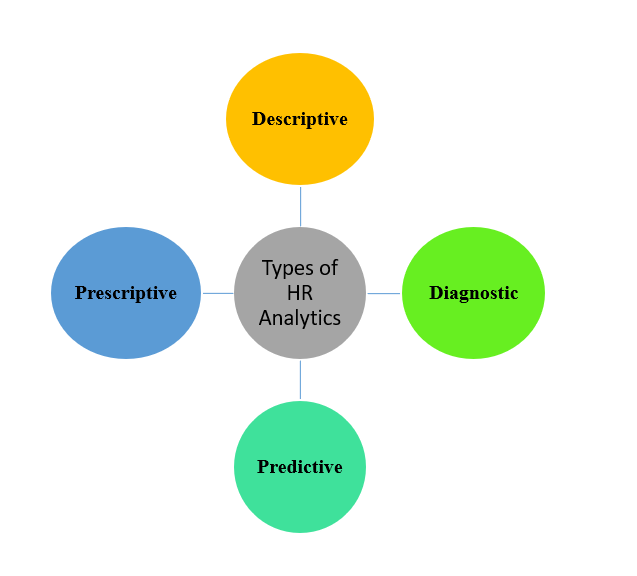 Descriptive
Prescriptive
Types of
HR
Analytics
Diagnostic
Predictive